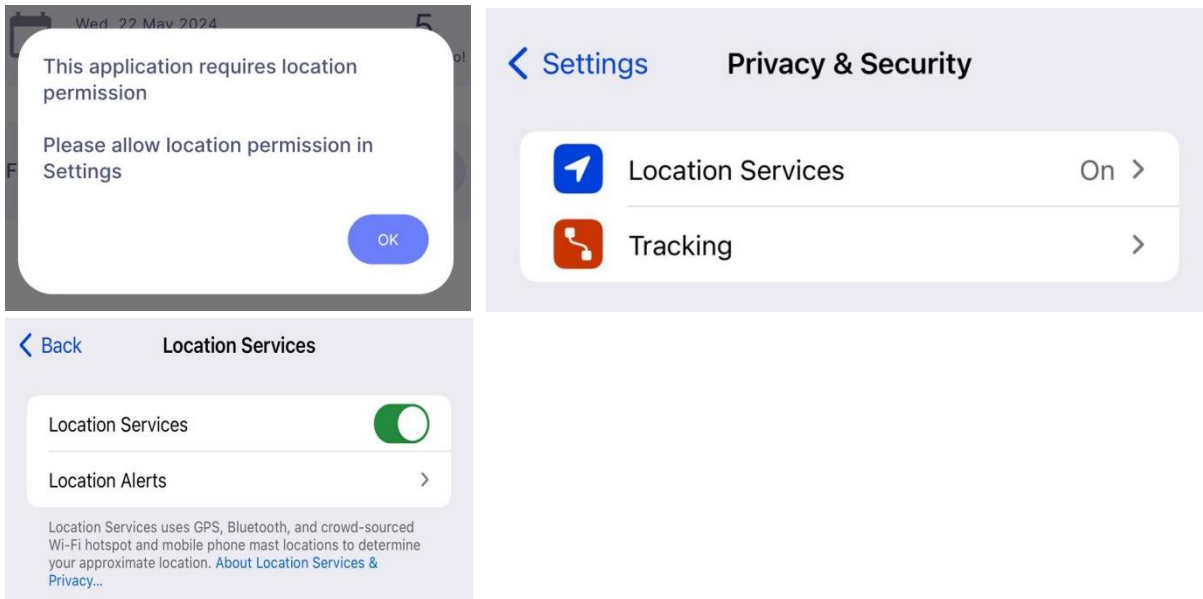 Wed, 22 May 2024
5
This application requires location
permission
Please allow location permission in
Settings
F
OK
Settings
Privacy & Security
Location Services
On
Tracking
Back
Location Services
Location Services
Location Alerts
Location Services uses GPS, Bluetooth, and crowd-sourced
Wi-Fi hotspot and mobile phone mast locations to determine
your approximate location. About Location Services &
Privacy...